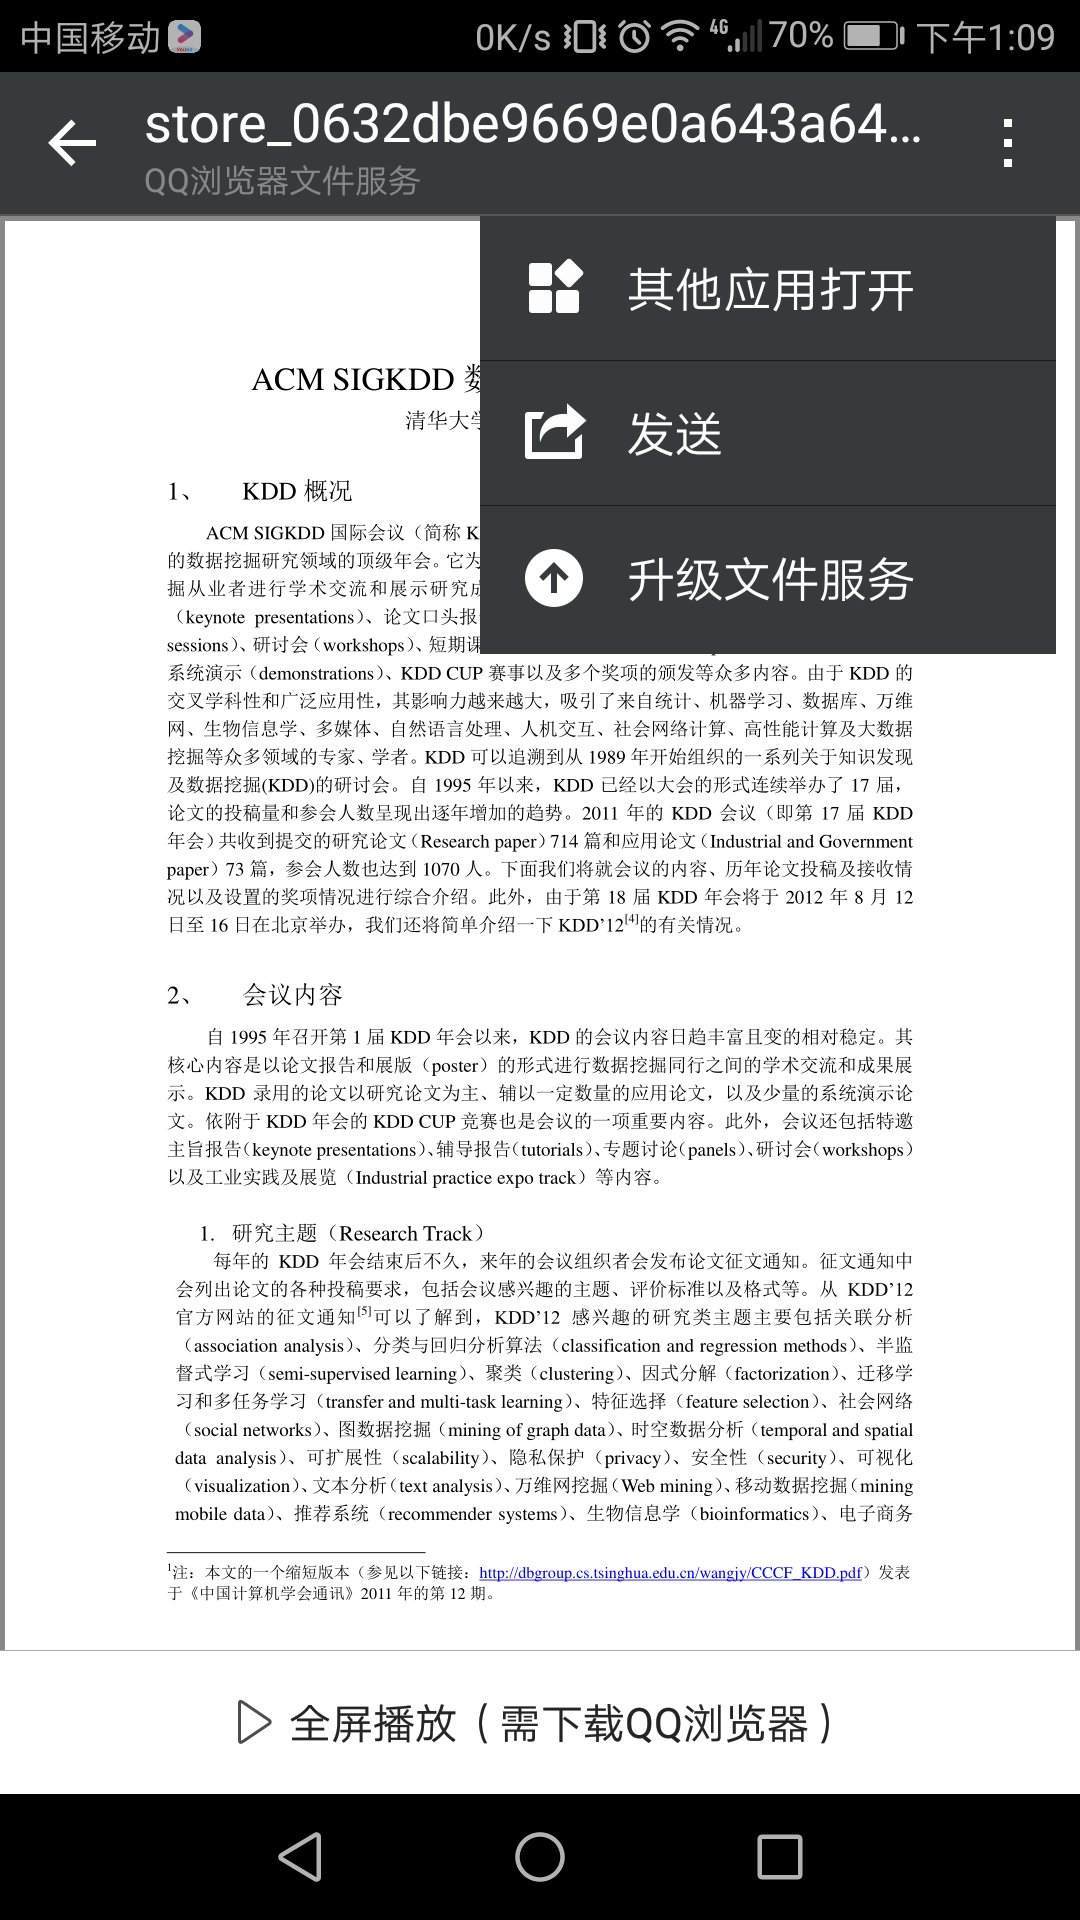 中国移动 0K/s 4G 70% 下午1:09
store_0632dbe9669e0a643a64...
QQ浏览器文件服务
其他应用打开
发送
升级文件服务
ACM SIGKDD
清华大学
1、 KDD 概况
ACM SIGKDD 国际会议（简称 K
的数据挖掘研究领域的顶级年会。它为
掘从业者进行学术交流和展示研究成
（keynote presentations）、论文口头报
sessions）、研讨会（workshops）、短期课
系统演示（demonstrations）、KDD CUP 赛事以及多个奖项的颁发等众多内容。由于 KDD 的
交叉学科性和广泛应用性，其影响力越来越大，吸引了来自统计、机器学习、数据库、万维
网、生物信息学、多媒体、自然语言处理、人机交互、社会网络计算、高性能计算及大数据
挖掘等众多领域的专家、学者。KDD 可以追溯到从 1989 年开始组织的一系列关于知识发现
及数据挖掘(KDD)的研讨会。自 1995 年以来，KDD 已经以大会的形式连续举办了 17 届，
论文的投稿量和参会人数呈现出逐年增加的趋势。2011 年的 KDD 会议（即第 17 届 KDD
年会）共收到提交的研究论文（Research paper）714 篇和应用论文（Industrial and Government
paper）73 篇，参会人数也达到 1070 人。下面我们将就会议的内容、历年论文投稿及接收情
况以及设置的奖项情况进行综合介绍。此外，由于第 18 届 KDD 年会将于 2012 年 8 月 12
日至 16 日在北京举办，我们还将简单介绍一下 KDD’12[4]的有关情况。
2、 会议内容
自 1995 年召开第 1 届 KDD 年会以来，KDD 的会议内容日趋丰富且变的相对稳定。其
核心内容是以论文报告和展版（poster）的形式进行数据挖掘同行之间的学术交流和成果展
示。KDD 录用的论文以研究论文为主、辅以一定数量的应用论文，以及少量的系统演示论
文。依附于 KDD 年会的 KDD CUP 竞赛也是会议的一项重要内容。此外，会议还包括特邀
主旨报告（keynote presentations）、辅导报告（tutorials）、专题讨论（panels）、研讨会（workshops）
以及工业实践及展览（Industrial practice expo track）等内容。
1. 研究主题（Research Track）
每年的 KDD 年会结束后不久，来年的会议组织者会发布论文征文通知。征文通知中
会列出论文的各种投稿要求，包括会议感兴趣的主题、评价标准以及格式等。从 KDD’12
官方网站的征文通知[5]可以了解到，KDD’12 感兴趣的研究类主题主要包括关联分析
（association analysis）、分类与回归分析算法（classification and regression methods）、半监
督式学习（semi-supervised learning）、聚类（clustering）、因式分解（factorization）、迁移学
习和多任务学习（transfer and multi-task learning）、特征选择（feature selection）、社会网络
（social networks）、图数据挖掘（mining of graph data）、时空数据分析（temporal and spatial
data analysis）、可扩展性（scalability）、隐私保护（privacy）、安全性（security）、可视化
（visualization）、文本分析（text analysis）、万维网挖掘（Web mining）、移动数据挖掘（mining
mobile data）、推荐系统（recommender systems）、生物信息学（bioinformatics）、电子商务
1注：本文的一个缩短版本（参见以下链接：http://dbgroup.cs.tsinghua.edu.cn/wangjy/CCCF_KDD.pdf）发表
于《中国计算机学会通讯》2011 年的第 12 期。
全屏播放（需下载QQ浏览器）